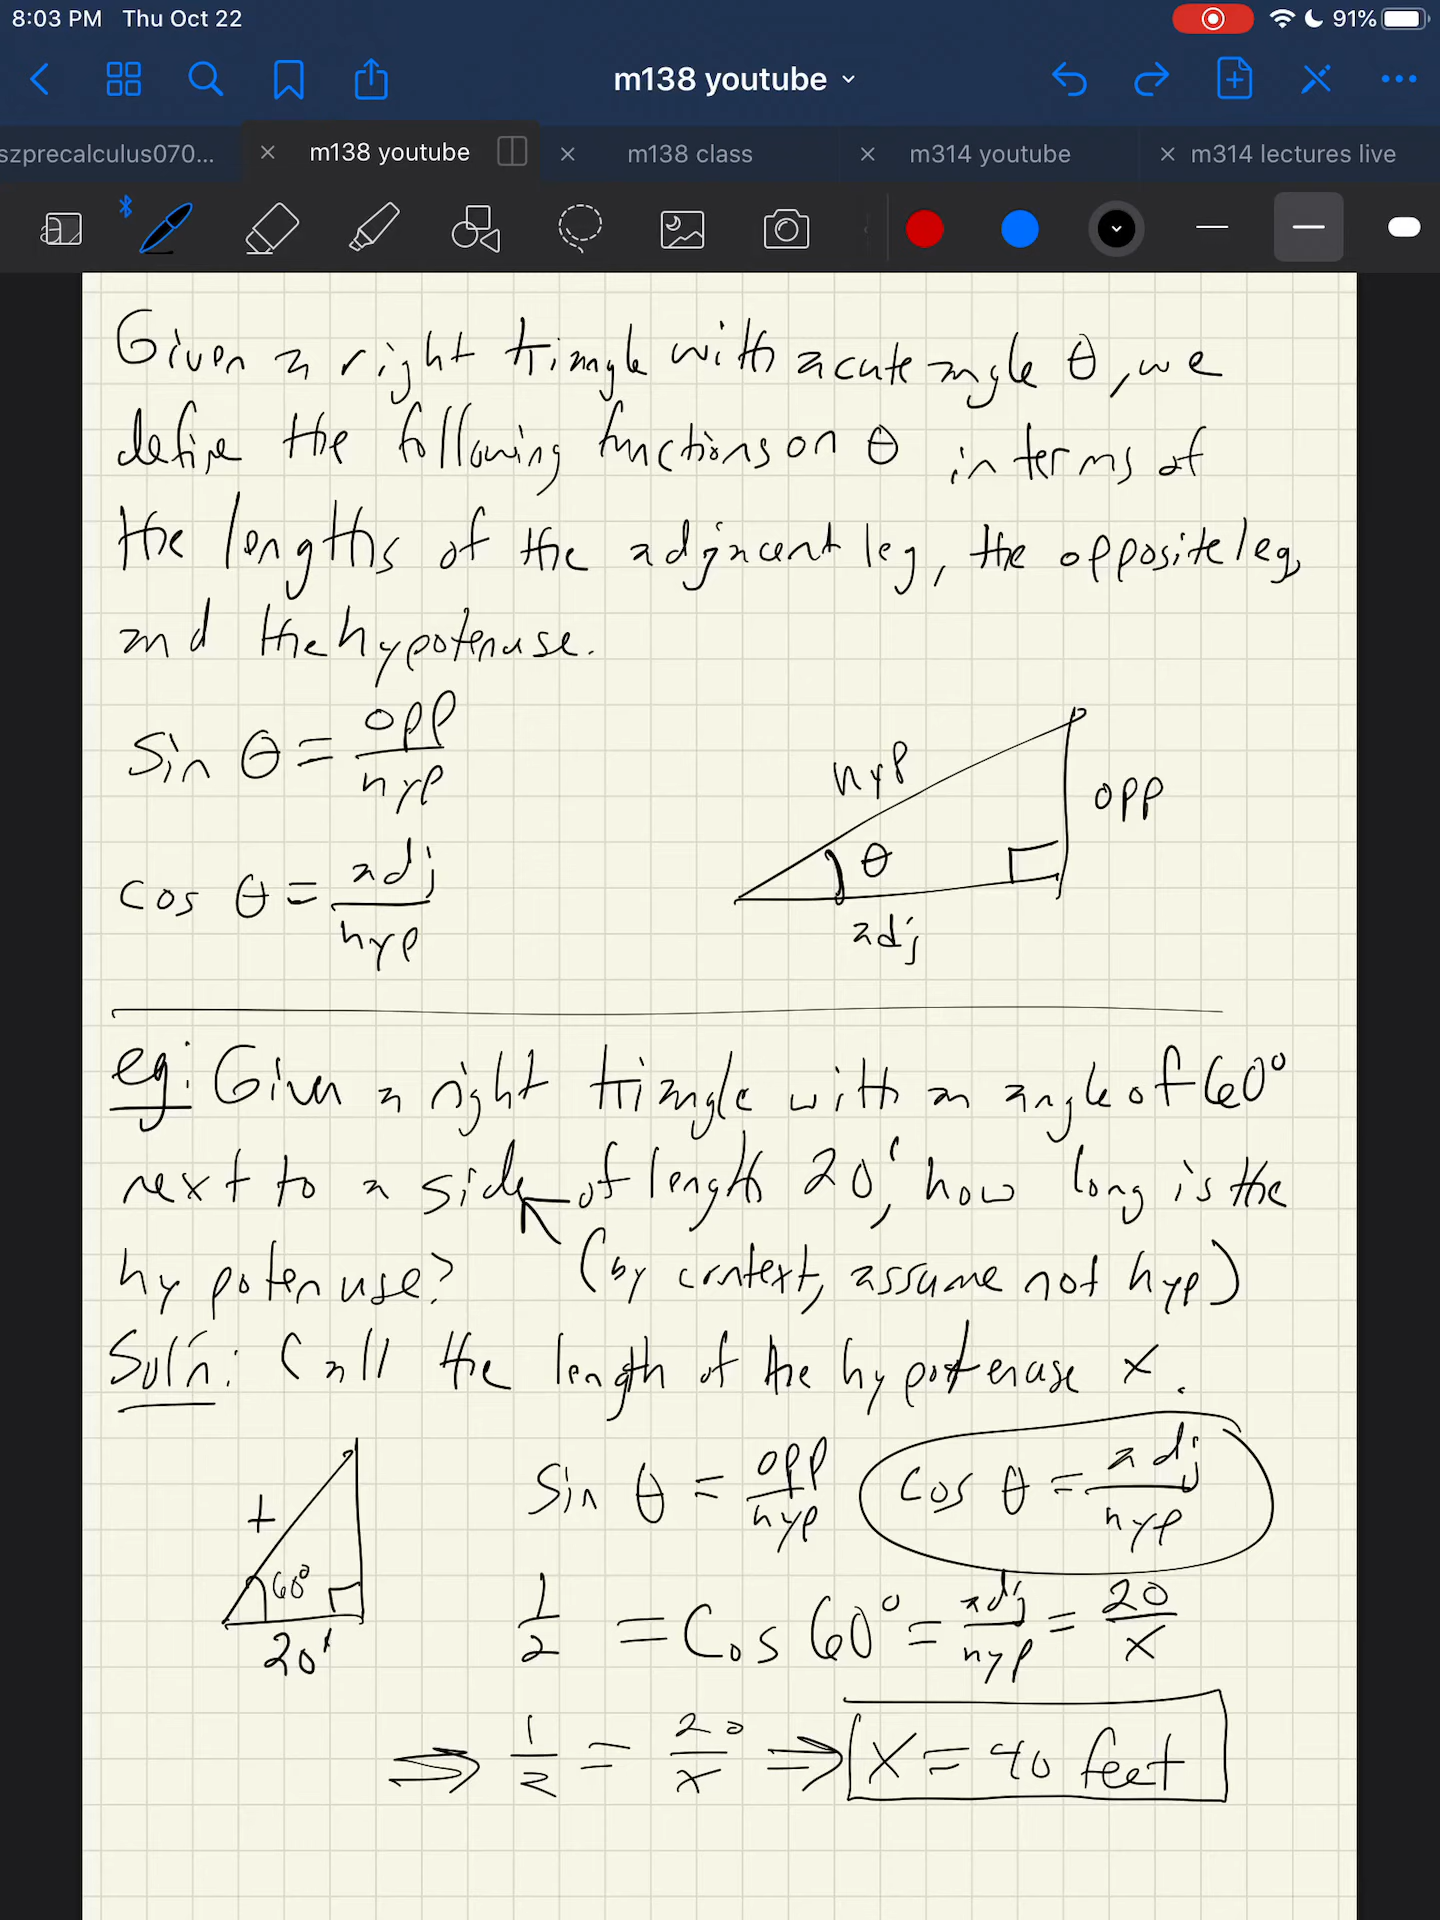 8:03 PM Thu Oct 22
91%
m138 youtube
szprecalculus070...
m138 youtube
m138 class
m314 youtube
m314 lectures live
Given a right triangle with acute angle θ, we
define the following functions on θ in terms of
the lengths of the adjacent leg, the opposite leg,
and the hypotenuse.
Sin θ = opp/hyp
cos θ = adj/hyp
hyp
opp
θ
adj
eg: Given a right triangle with an angle of 60°
next to a side of length 20', how long is the
hypotenuse? (by context, assume not hyp)
Sol'n: Call the length of the hypotenuse x.
Sin θ = opp/hyp cos θ = adj/hyp
60°
20'
1/2 = Cos 60° = adj/hyp = 20/x
⇒ 1/2 = 20/x ⇒ X = 40 feet